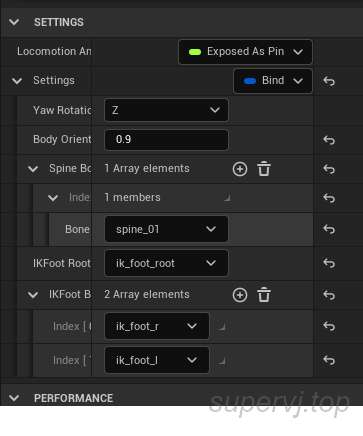 SETTINGS
Locomotion An Exposed As Pin
Settings Bind
Yaw Rotatic Z
Body Orient 0.9
Spine Bo 1 Array elements
Inde 1 members
Bone spine_01
IKFoot Root ik_foot_root
IKFoot B 2 Array elements
Index [ ik_foot_r
Index [ ik_foot_l
PERFORMANCE
supervj.top